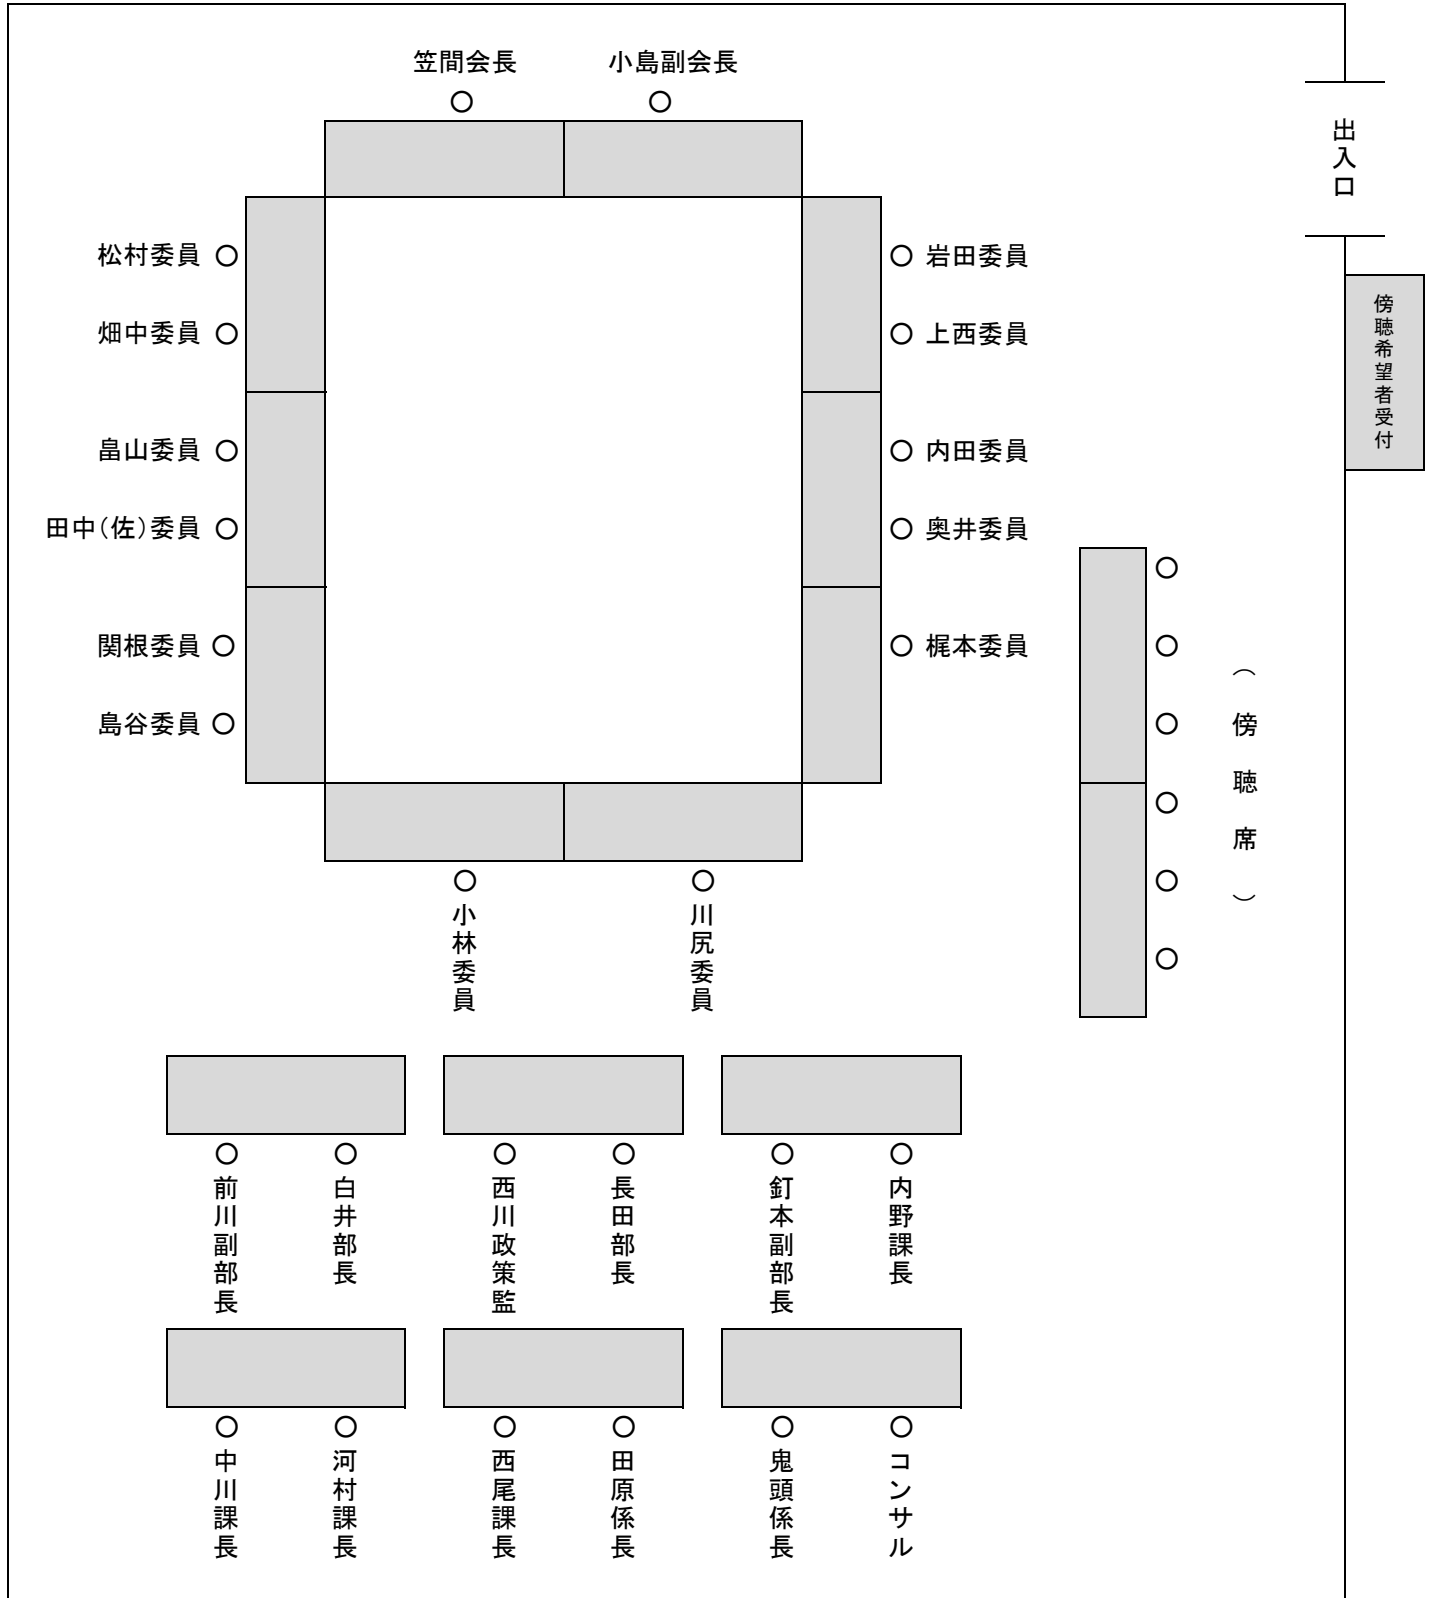 笠間会長
小島副会長
出入口
松村委員
岩田委員
畑中委員
上西委員
傍聴希望者受付
畠山委員
内田委員
田中（佐）委員
奥井委員
関根委員
梶本委員
島谷委員
（傍聴席）
小林委員
川尻委員
前川副部長
白井部長
西川政策監
長田部長
釘本副部長
内野課長
中川課長
河村課長
西尾課長
田原係長
鬼頭係長
コンサル